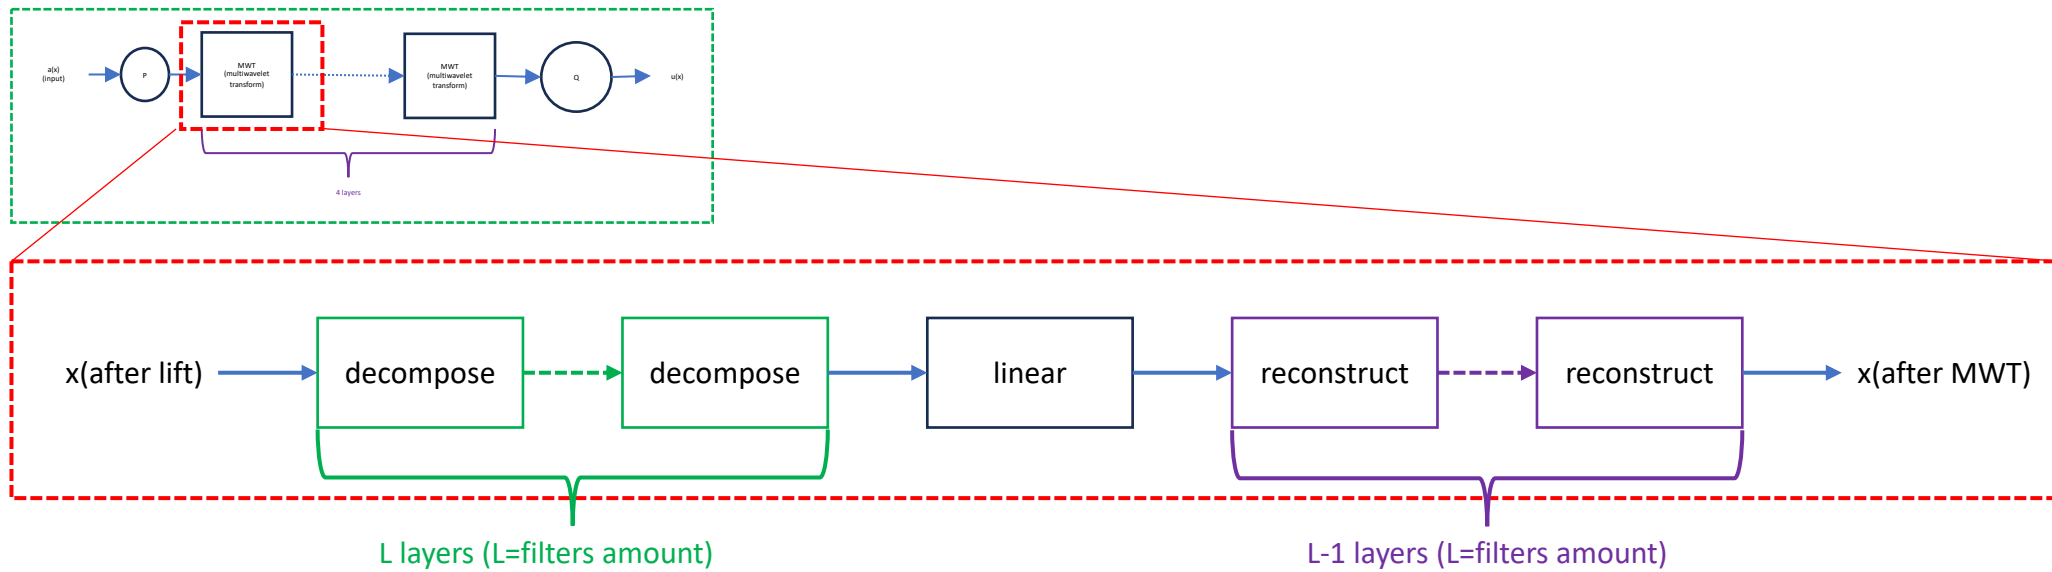 a(x)
(input)
P
MWT
(multiwavelet
transform)
MWT
(multiwavelet
transform)
Q
u(x)
4 layers
x(after lift)
decompose
decompose
linear
reconstruct
reconstruct
x(after MWT)
L layers (L=filters amount)
L-1 layers (L=filters amount)